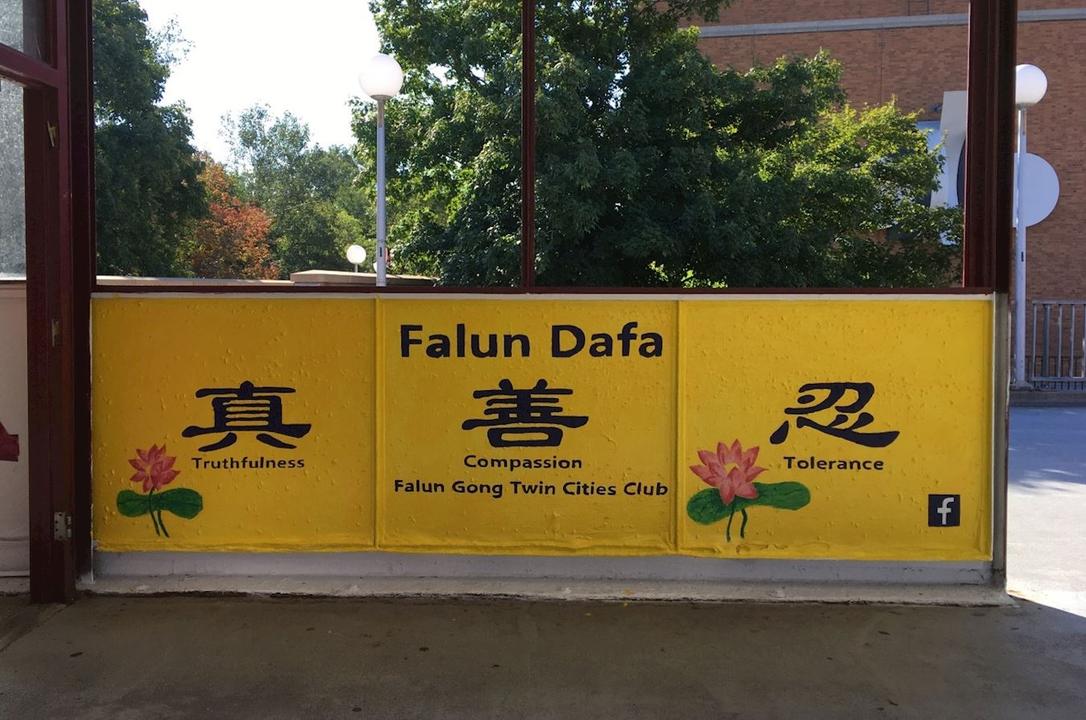 Falun Dafa
真 善 忍
Truthfulness Compassion Tolerance
Falun Gong Twin Cities Club
f